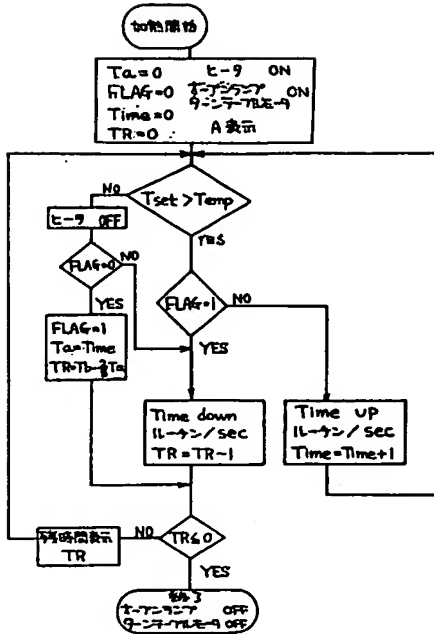 加熱開始
Ta=0 ヒータ ON
FLAG=0 オーブンランプ ON
Time=0 ターンテーブルモータ
TR=0 A表示
NO
Tset>Temp
YES
ヒータ OFF
FLAG=0
NO
YES
FLAG=1
NO
YES
FLAG=1
Ta=Time
TR=Tb-Ta
Time down
ルーチン/sec
TR=TR-1
Time up
ルーチン/sec
Time=Time+1
残時間表示
TR
NO
TR≦0
YES
終了
オーブンランプ OFF
ターンテーブルモータ OFF